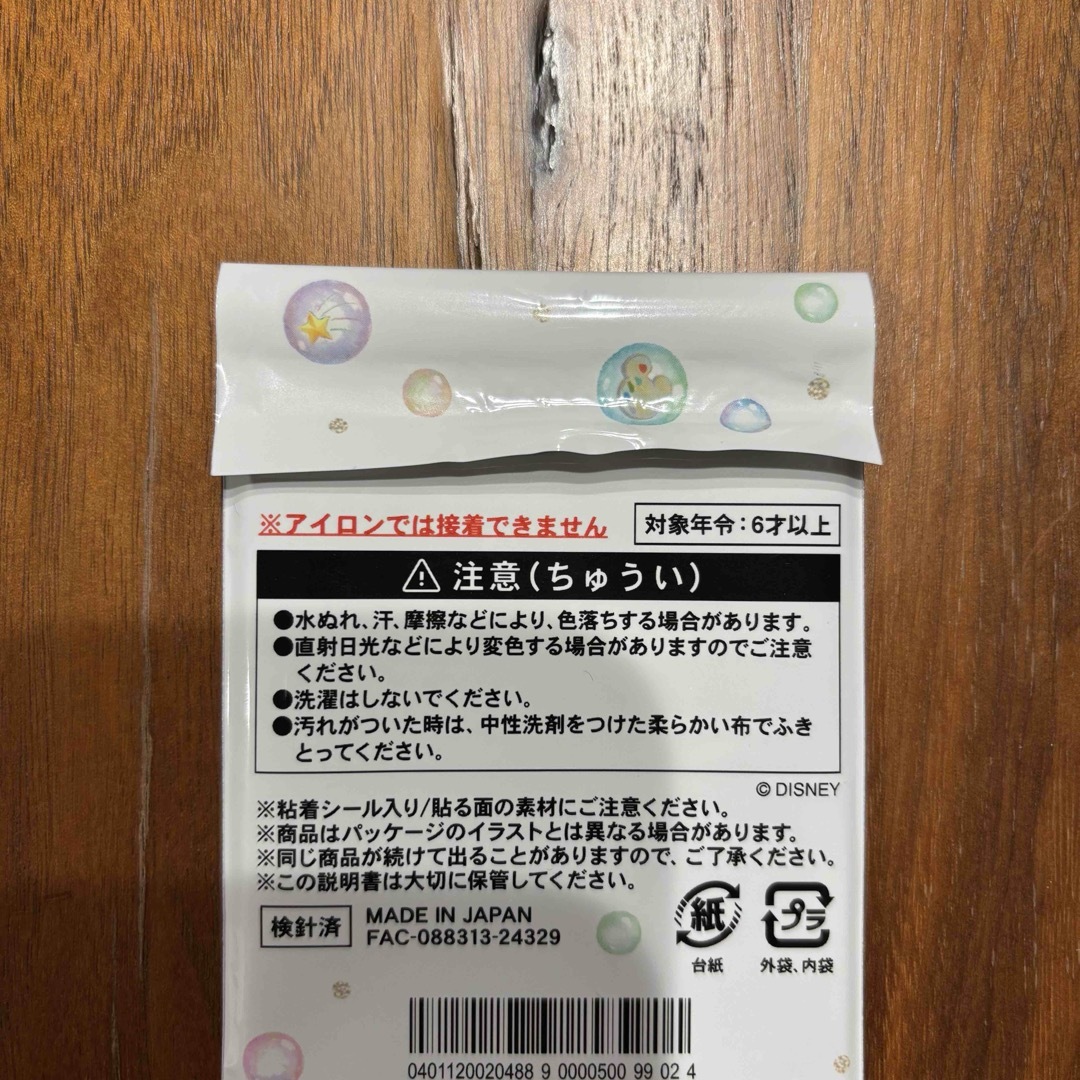 ※アイロンでは接着できません
対象年令：6才以上
注意(ちゅうい)
●水ぬれ、汗、摩擦などにより、色落ちする場合があります。
●直射日光などにより変色する場合がありますのでご注意
ください。
●洗濯はしないでください。
●汚れがついた時は、中性洗剤をつけた柔らかい布でふき
とってください。
© DISNEY
※粘着シール入り/貼る面の素材にご注意ください。
※商品はパッケージのイラストとは異なる場合があります。
※同じ商品が続けて出ることがありますので、ご了承ください。
※この説明書は大切に保管してください。
検針済
MADE IN JAPAN
FAC-088313-24329
紙
台紙
プラ
外袋、内袋
0401120020488 9 0000500 99 02 4